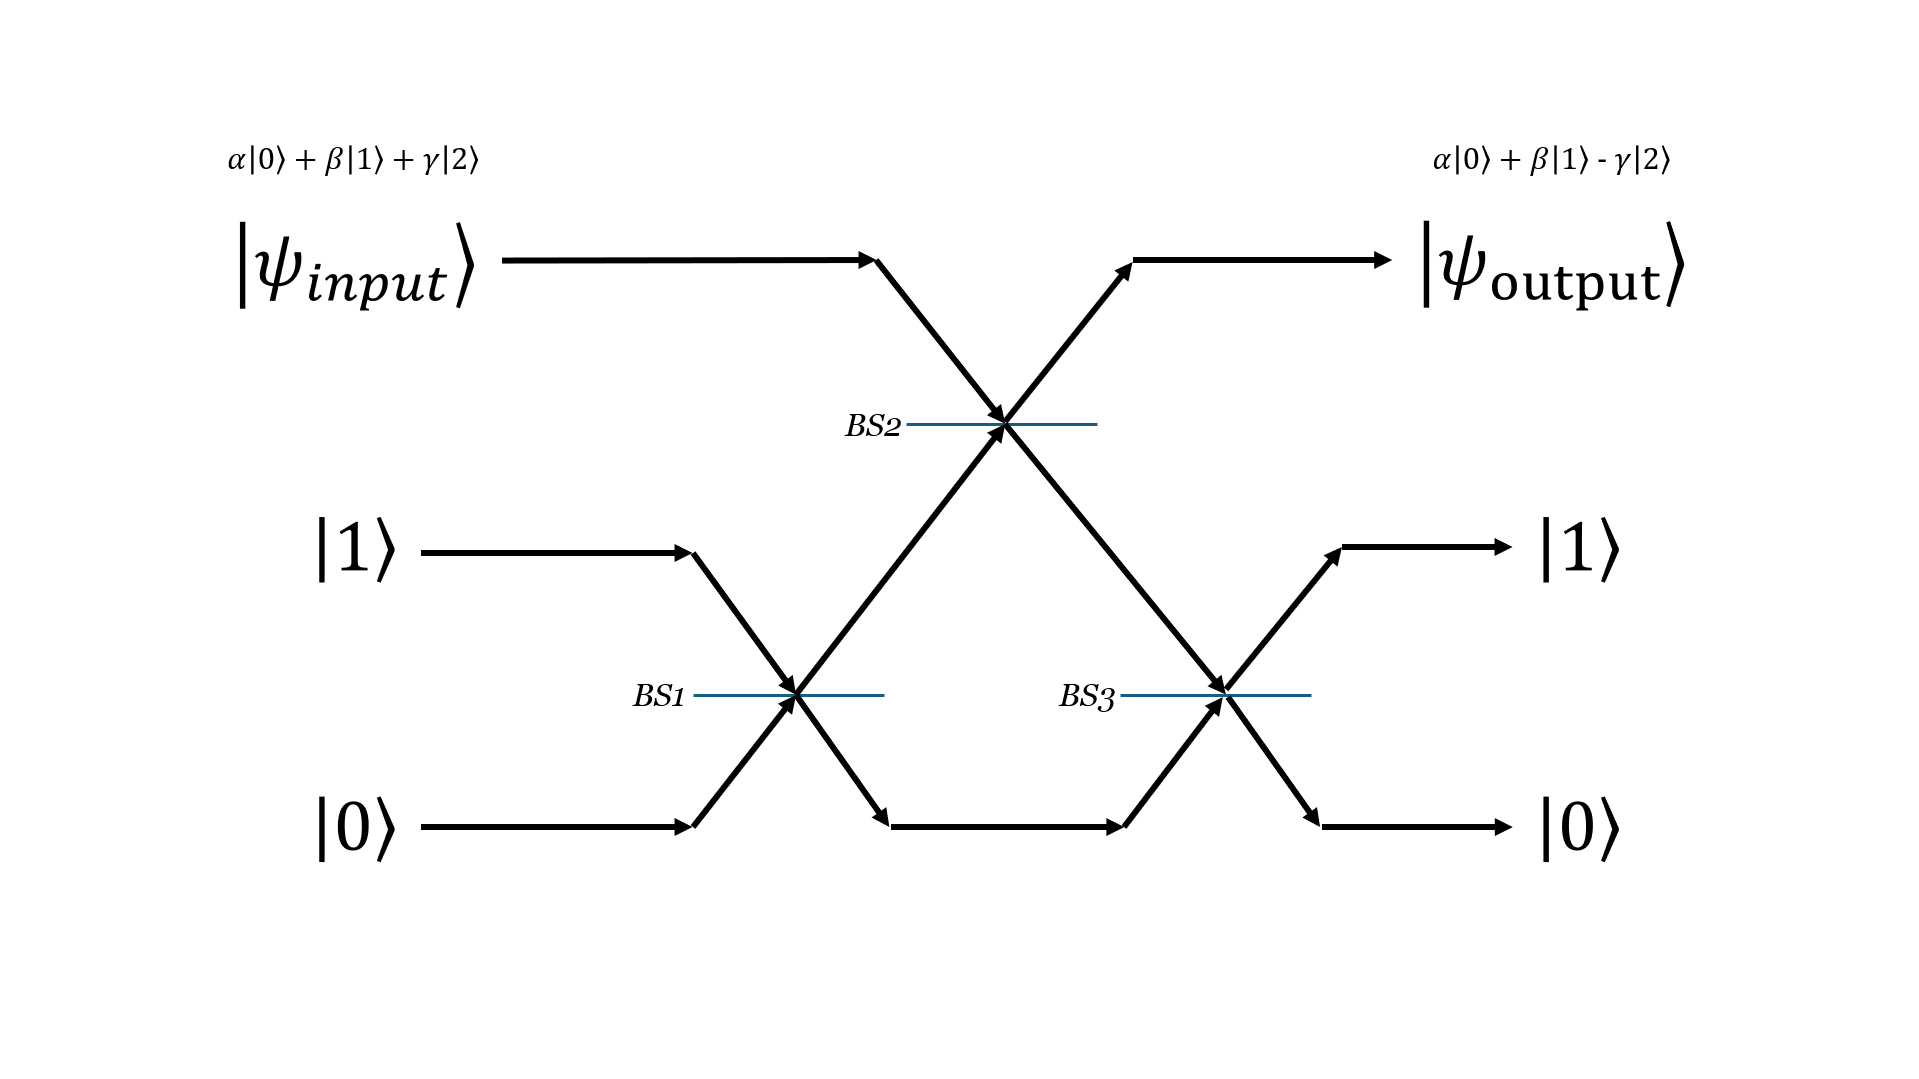 α|0⟩ + β|1⟩ + γ|2⟩
α|0⟩ + β|1⟩ - γ|2⟩
|ψinput⟩
|ψoutput⟩
BS2
|1⟩
|1⟩
BS1
BS3
|0⟩
|0⟩